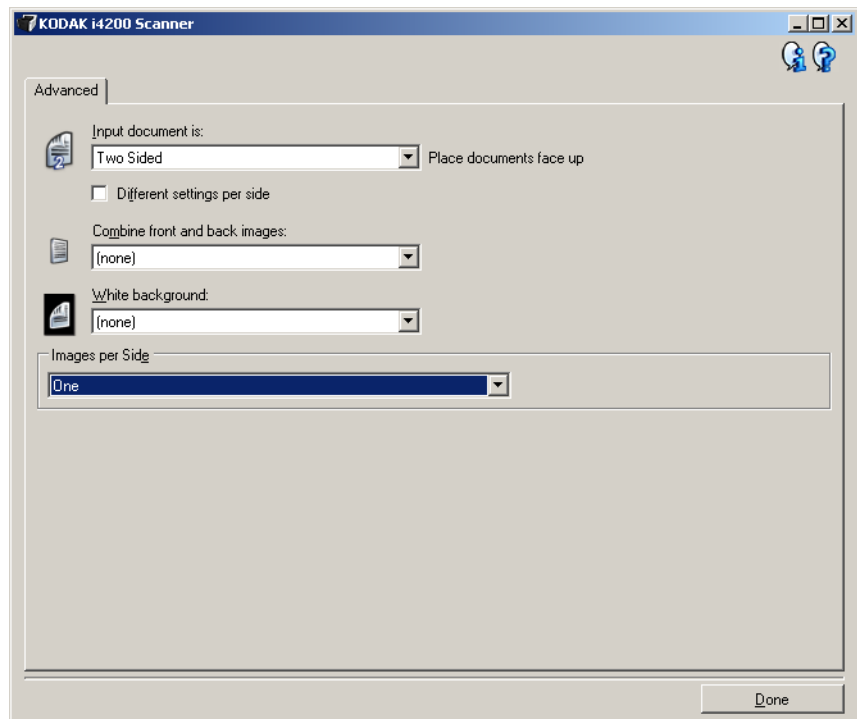 KODAK i4200 Scanner
Advanced
Input document is:
Two Sided Place documents face up
Different settings per side
Combine front and back images:
(none)
White background:
(none)
Images per Side
One
Done